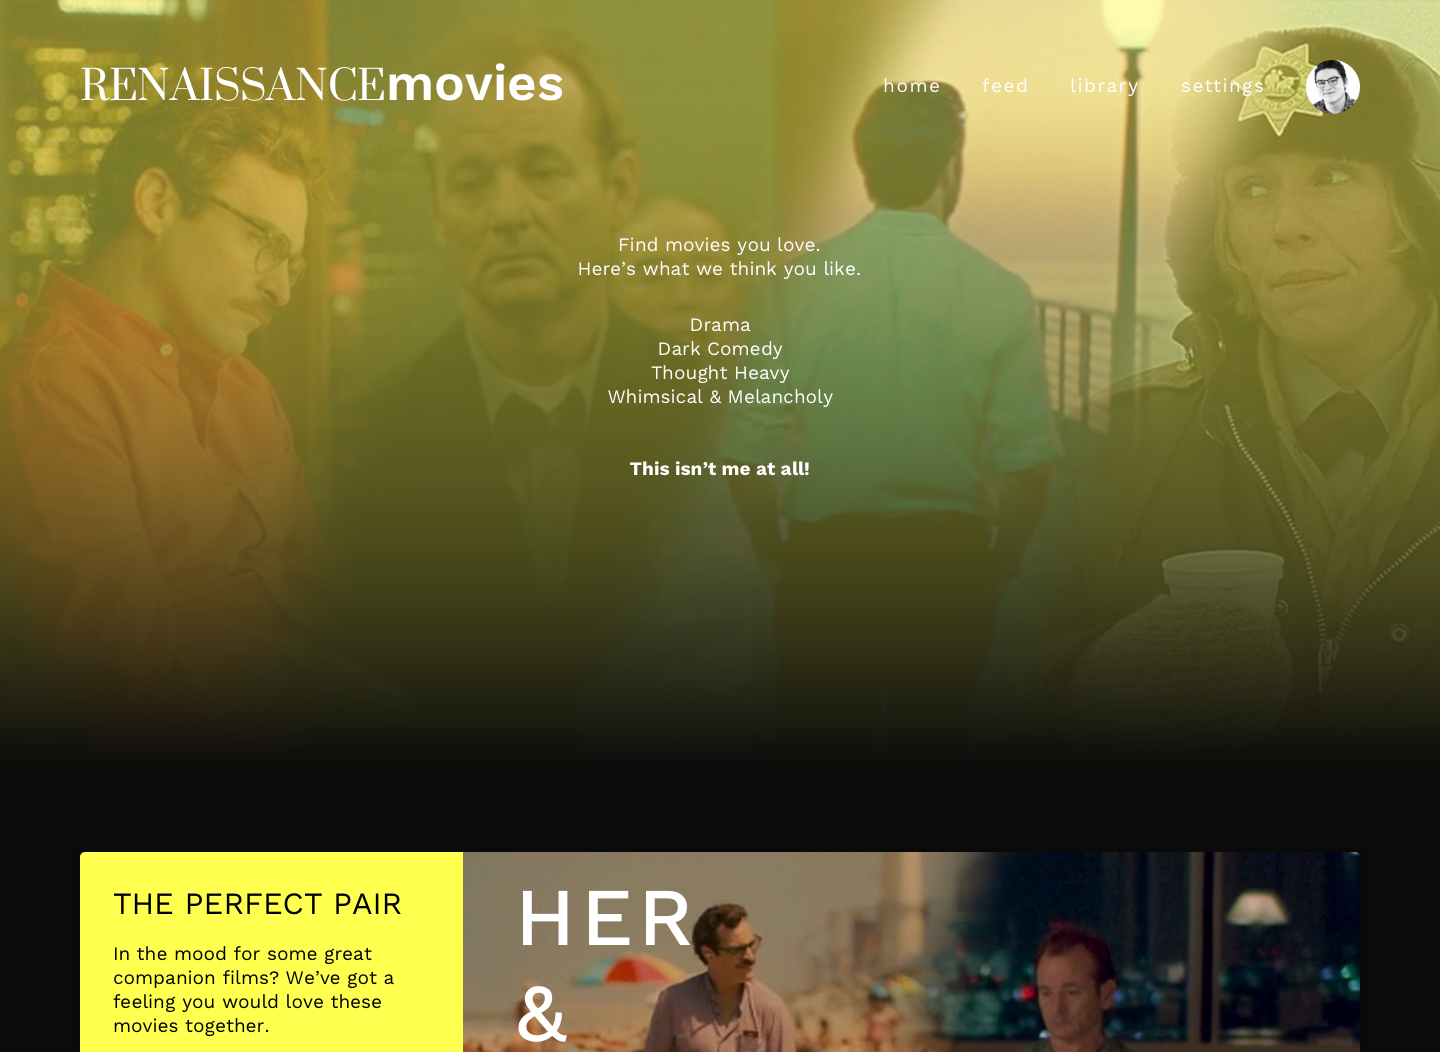 RENAISSANCEmovies
home feed library settings
Find movies you love.
Here’s what we think you like.
Drama
Dark Comedy
Thought Heavy
Whimsical & Melancholy
This isn’t me at all!
THE PERFECT PAIR
In the mood for some great
companion films? We’ve got a
feeling you would love these
movies together.
HER
&